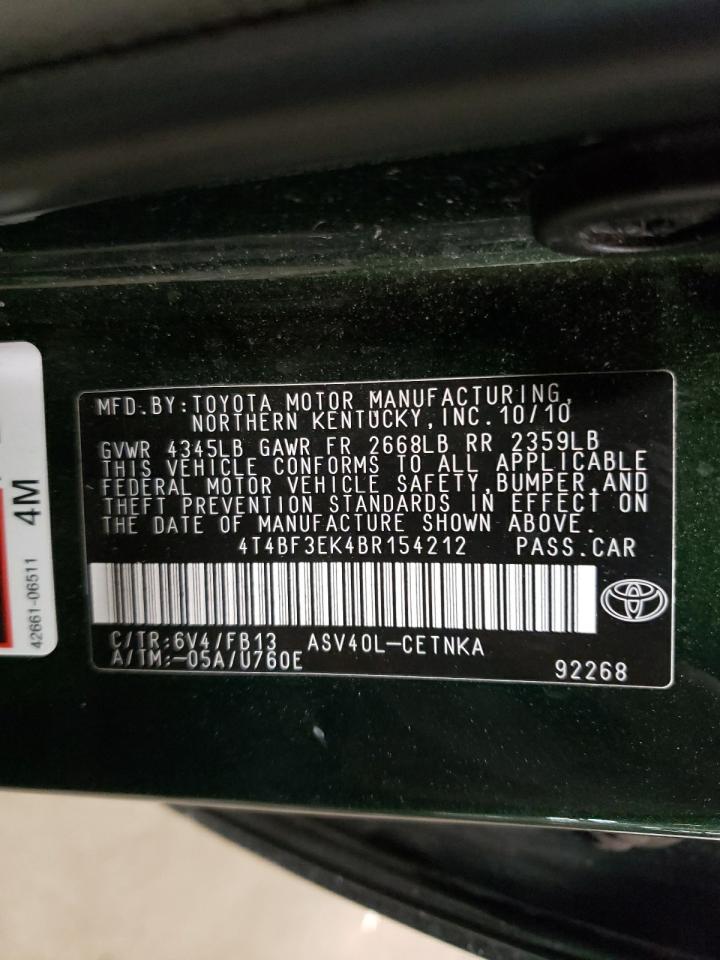 MFD.BY:TOYOTA MOTOR MANUFACTURING,
NORTHERN KENTUCKY,INC.10/10
GVWR 4345LB GAWR FR 2668LB RR 2359LB
THIS VEHICLE CONFORMS TO ALL APPLICABLE
FEDERAL MOTOR VEHICLE SAFETY,BUMPER,AND
THEFT PREVENTION STANDARDS IN EFFECT ON
THE DATE OF MANUFACTURE SHOWN ABOVE.
4T4BF3EK4BR154212 PASS.CAR
C/TR:6V4/FB13 ASV40L-CETNKA
A/TM:-05A/U760E 92268
4M
42661-06511